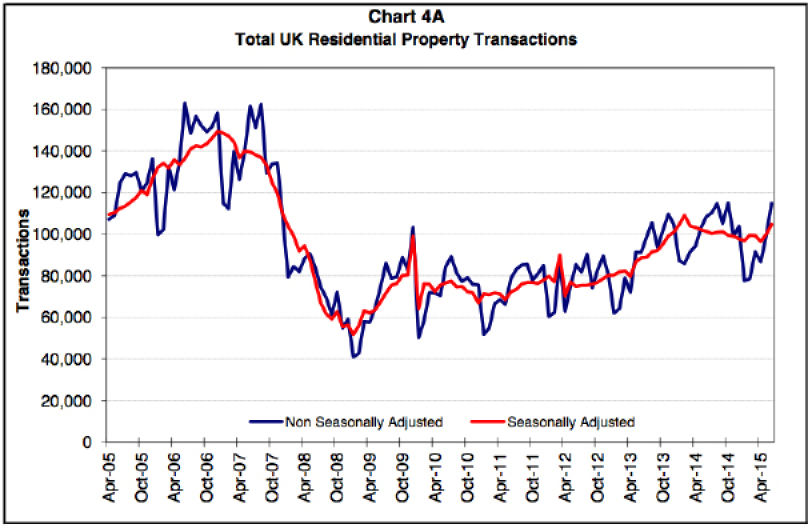 Chart 4A
Total UK Residential Property Transactions
180,000
160,000
140,000
120,000
100,000
80,000
60,000
40,000
20,000
0
Transactions
Non Seasonally Adjusted
Seasonally Adjusted
Apr-05
Oct-05
Apr-06
Oct-06
Apr-07
Oct-07
Apr-08
Oct-08
Apr-09
Oct-09
Apr-10
Oct-10
Apr-11
Oct-11
Apr-12
Oct-12
Apr-13
Oct-13
Apr-14
Oct-14
Apr-15